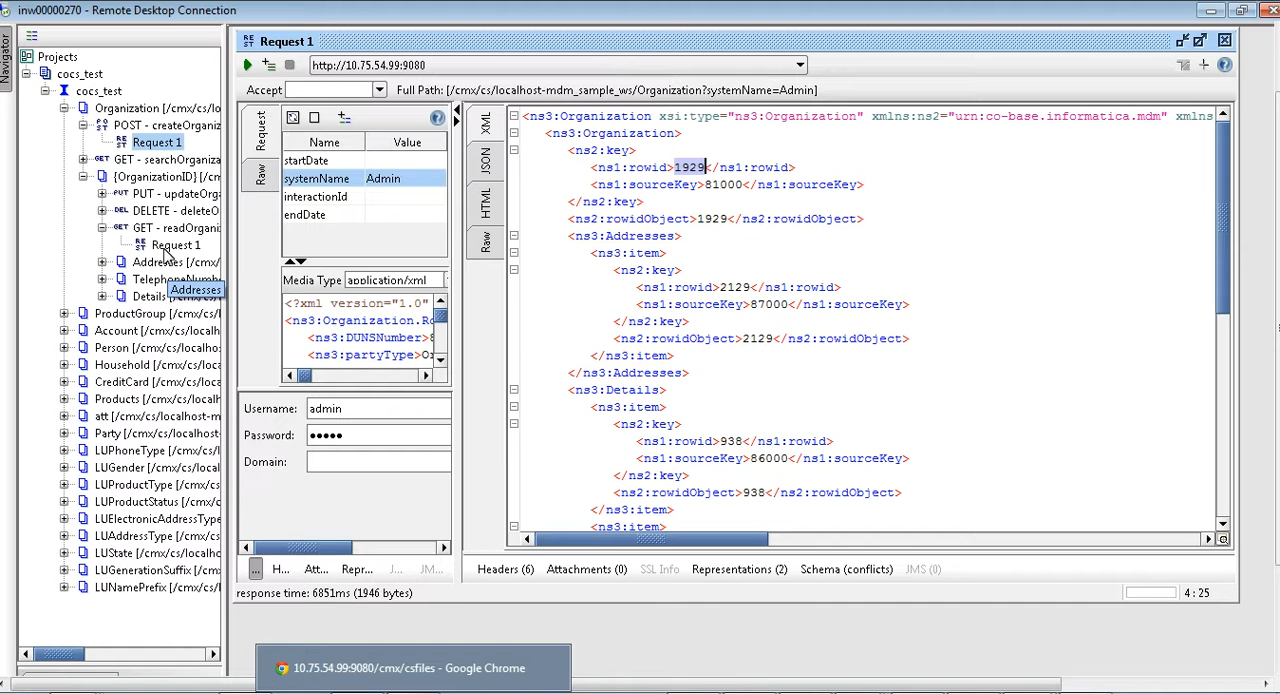 inw00000270 - Remote Desktop Connection
Navigator
Projects
cocs_test
cocs_test
Organization [/cmx/cs/lo
POST - createOrganiz
Request 1
GET - searchOrganiza
{OrganizationID} [/cm
PUT - updateOrg
DELETE - deleteO
GET - readOrgani
Request 1
Addresses [/cmx/
TelephoneNumb
Details
Addresses
ProductGroup [/cmx/cs
Account [/cmx/cs/localh
Person [/cmx/cs/localho
Household [/cmx/cs/loca
CreditCard [/cmx/cs/loca
Products [/cmx/cs/localh
att [/cmx/cs/localhost-m
Party [/cmx/cs/localhost-
LUPhoneType [/cmx/cs/
LUGender [/cmx/cs/local
LUProductType [/cmx/cs
LUProductStatus [/cmx/
LUElectronicAddressType
LUAddressType [/cmx/c
LUState [/cmx/cs/localho
LUGenerationSuffix [/cm
LUNamePrefix [/cmx/cs/
REST Request 1
http://10.75.54.99:9080
Accept
Full Path: [/cmx/cs/localhost-mdm_sample_ws/Organization?systemName=Admin]
Request
Raw
Name Value
startDate
systemName Admin
interactionId
endDate
Media Type application/xml
<?xml version="1.0"
<ns3:Organization.Ro
<ns3:DUNSNumber>8
<ns3:partyType>Or
Username: admin
Password: •••••
Domain:
... H... Att... Repr... J... JM...
XML
JSON
HTML
Raw
<ns3:Organization xsi:type="ns3:Organization" xmlns:ns2="urn:co-base.informatica.mdm" xmlns
<ns3:Organization>
<ns2:key>
<ns1:rowid>1929</ns1:rowid>
<ns1:sourceKey>81000</ns1:sourceKey>
</ns2:key>
<ns2:rowidObject>1929</ns2:rowidObject>
<ns3:Addresses>
<ns3:item>
<ns2:key>
<ns1:rowid>2129</ns1:rowid>
<ns1:sourceKey>87000</ns1:sourceKey>
</ns2:key>
<ns2:rowidObject>2129</ns2:rowidObject>
</ns3:item>
</ns3:Addresses>
<ns3:Details>
<ns3:item>
<ns2:key>
<ns1:rowid>938</ns1:rowid>
<ns1:sourceKey>86000</ns1:sourceKey>
</ns2:key>
<ns2:rowidObject>938</ns2:rowidObject>
</ns3:item>
<ns3:item>
Headers (6) Attachments (0) SSL Info Representations (2) Schema (conflicts) JMS (0)
response time: 6851ms (1946 bytes)
4 : 25
10.75.54.99:9080/cmx/csfiles - Google Chrome